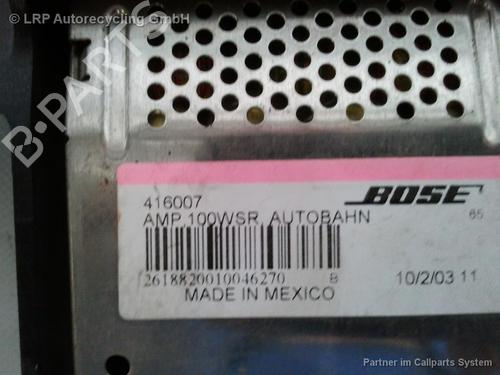 LRP Autorecycling GmbH
B-PARTS
416007
BOSE
AMP, 100WSR, AUTOBAHN
65
2618820010046270 B
10/2/03 11
MADE IN MEXICO
Partner im Callparts System